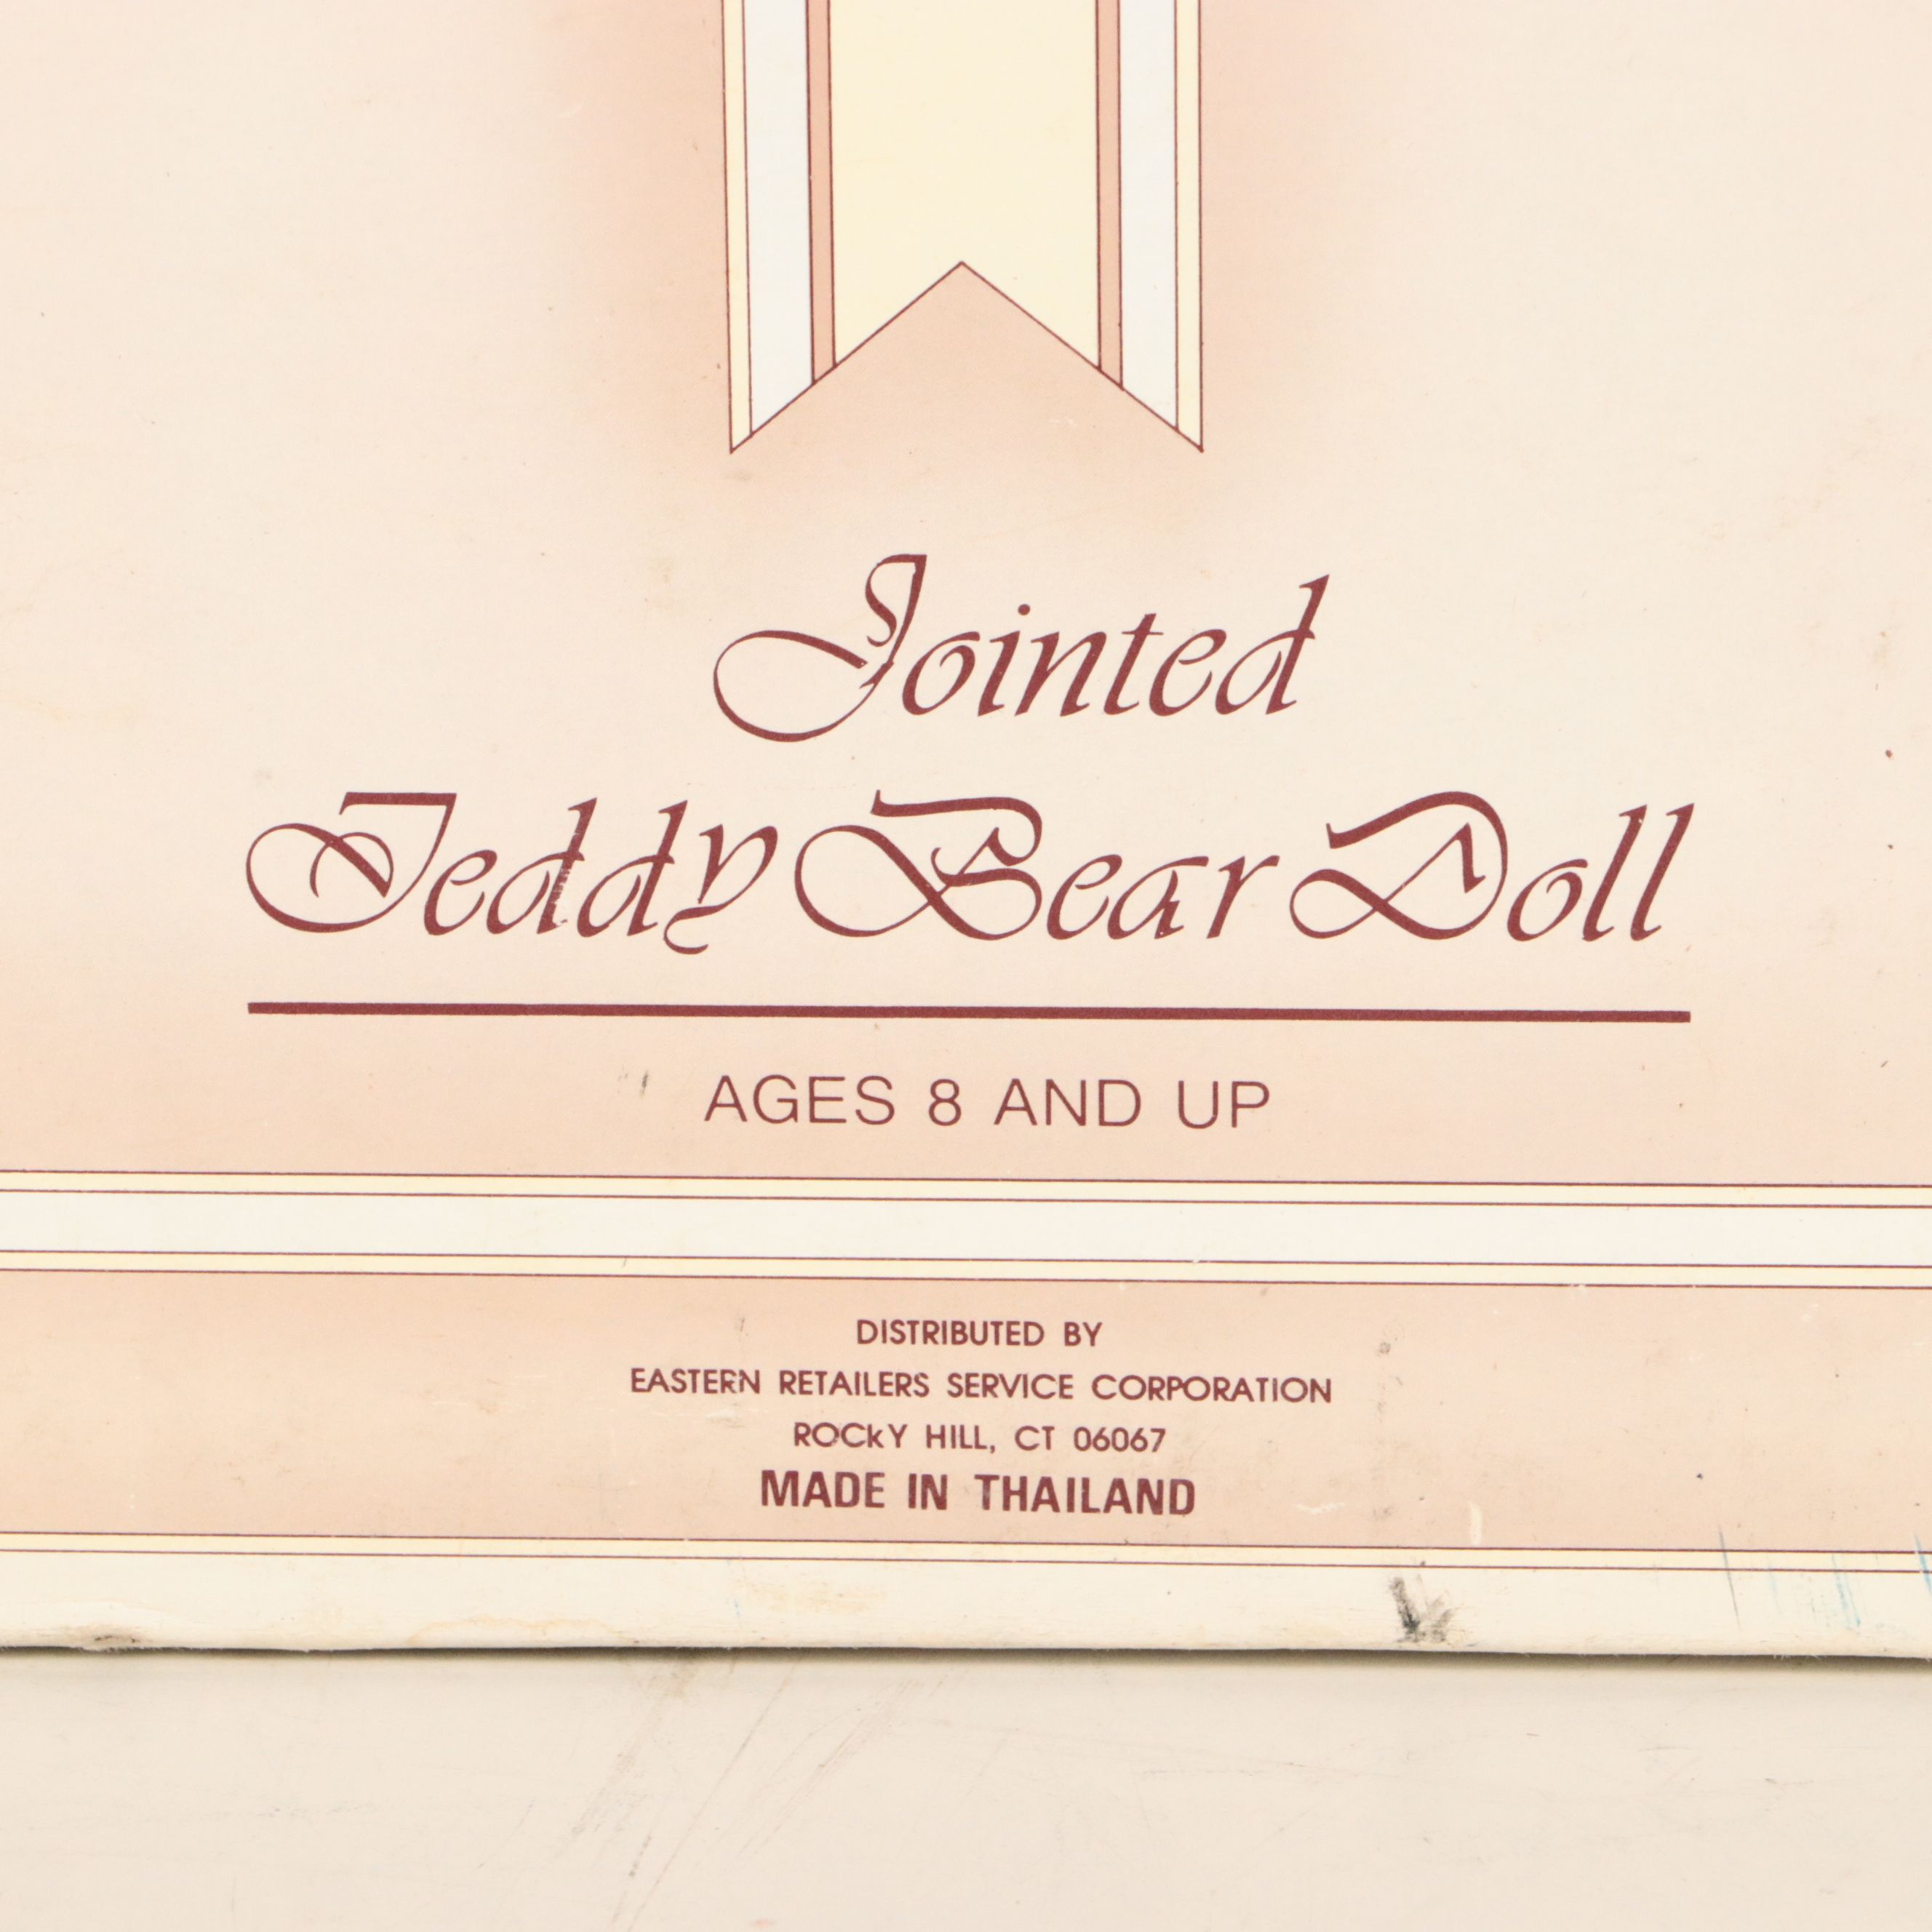 Jointed
Teddy Bear Doll
AGES 8 AND UP
DISTRIBUTED BY
EASTERN RETAILERS SERVICE CORPORATION
ROCkY HILL, CT 06067
MADE IN THAILAND